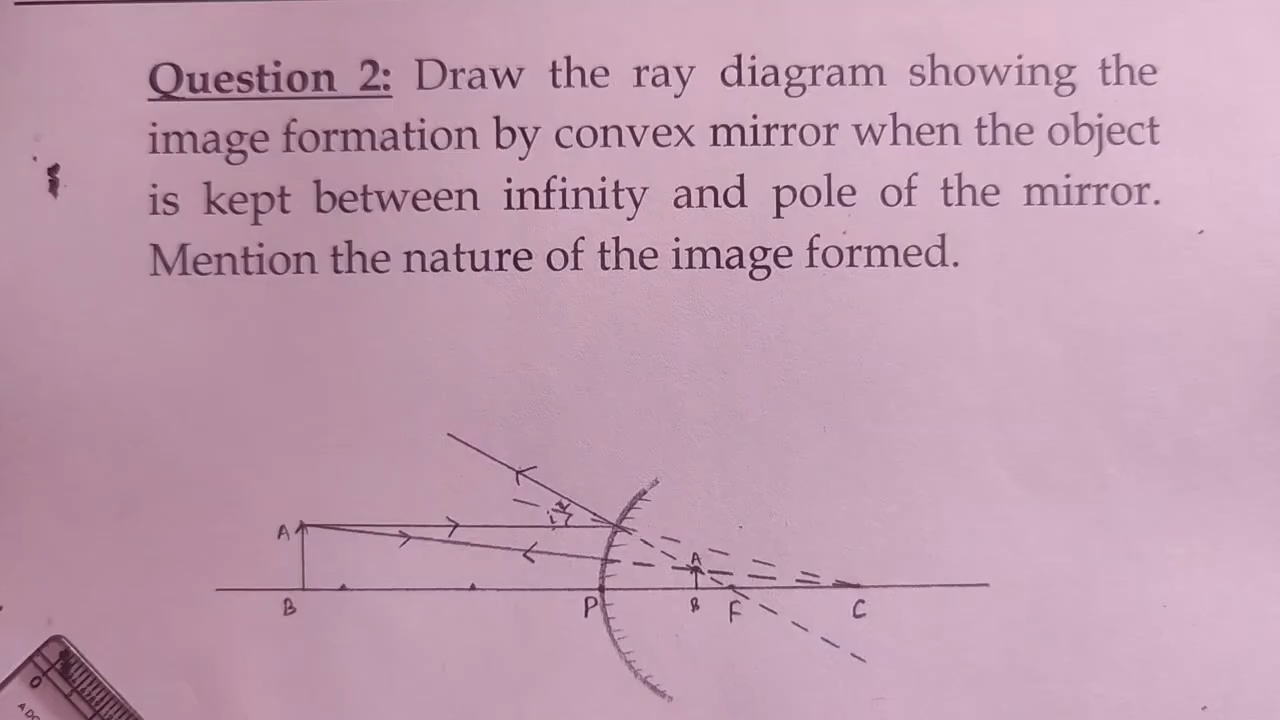 Question 2: Draw the ray diagram showing the
image formation by convex mirror when the object
is kept between infinity and pole of the mirror.
Mention the nature of the image formed.
A
A
B
P
B
F
C
0